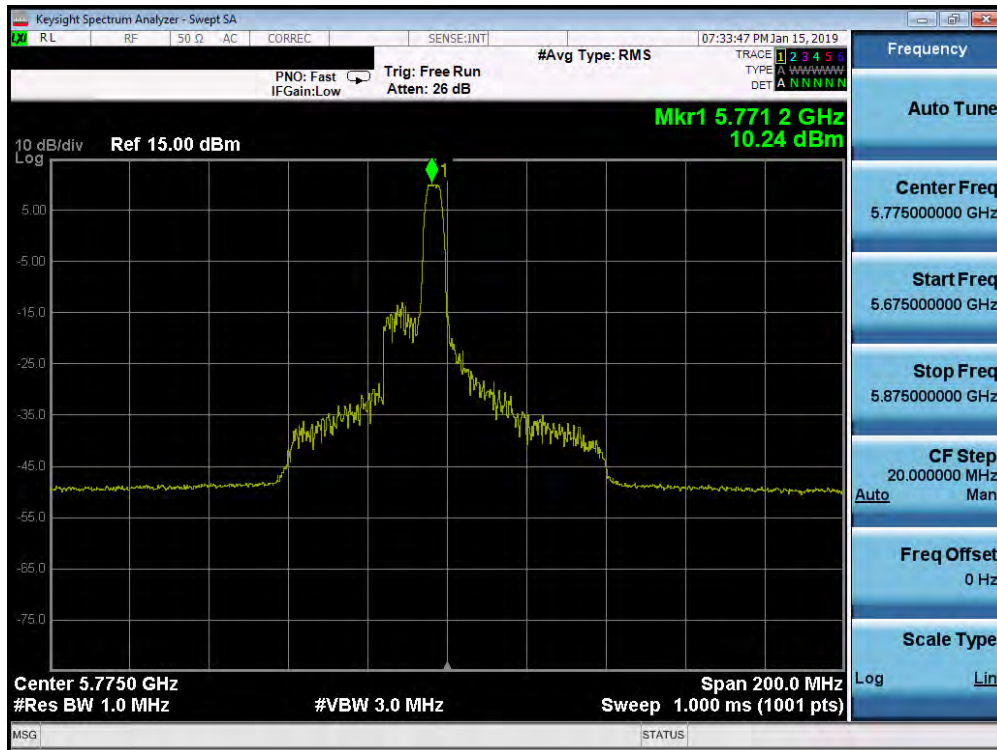 Keysight Spectrum Analyzer - Swept SA
LXI RL RF 50 Ω AC CORREC SENSE:INT 07:33:47 PM Jan 15, 2019
#Avg Type: RMS TRACE 1 2 3 4 5 6
PNO: Fast Trig: Free Run TYPE A WWWWW
IFGain:Low Atten: 26 dB DET A N N N N N
Mkr1 5.771 2 GHz
10.24 dBm
10 dB/div Ref 15.00 dBm
Log
1
5.00
-5.00
-15.0
-25.0
-35.0
-45.0
-55.0
-65.0
-75.0
Center 5.7750 GHz Span 200.0 MHz
#Res BW 1.0 MHz #VBW 3.0 MHz Sweep 1.000 ms (1001 pts)
MSG STATUS
Frequency
Auto Tune
Center Freq
5.775000000 GHz
Start Freq
5.675000000 GHz
Stop Freq
5.875000000 GHz
CF Step
20.000000 MHz
Auto Man
Freq Offset
0 Hz
Scale Type
Log Lin